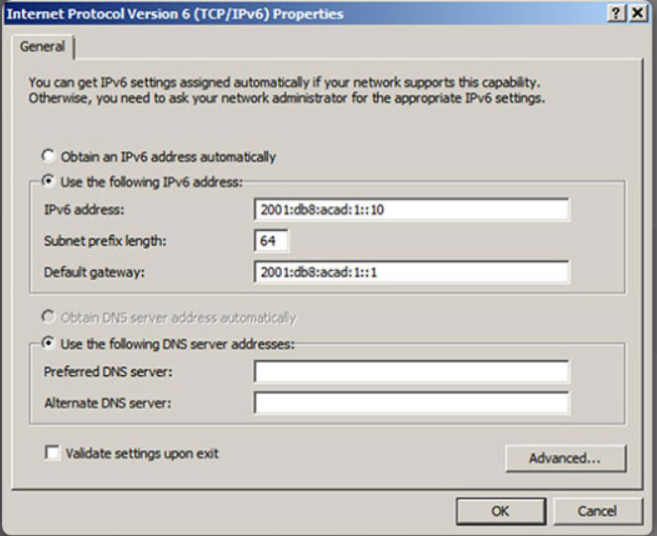 Internet Protocol Version 6 (TCP/IPv6) Properties
General
You can get IPv6 settings assigned automatically if your network supports this capability.
Otherwise, you need to ask your network administrator for the appropriate IPv6 settings.
Obtain an IPv6 address automatically
Use the following IPv6 address:
IPv6 address: 2001:db8:acad:1::10
Subnet prefix length: 64
Default gateway: 2001:db8:acad:1::1
Obtain DNS server address automatically
Use the following DNS server addresses:
Preferred DNS server:
Alternate DNS server:
Validate settings upon exit
Advanced...
OK Cancel